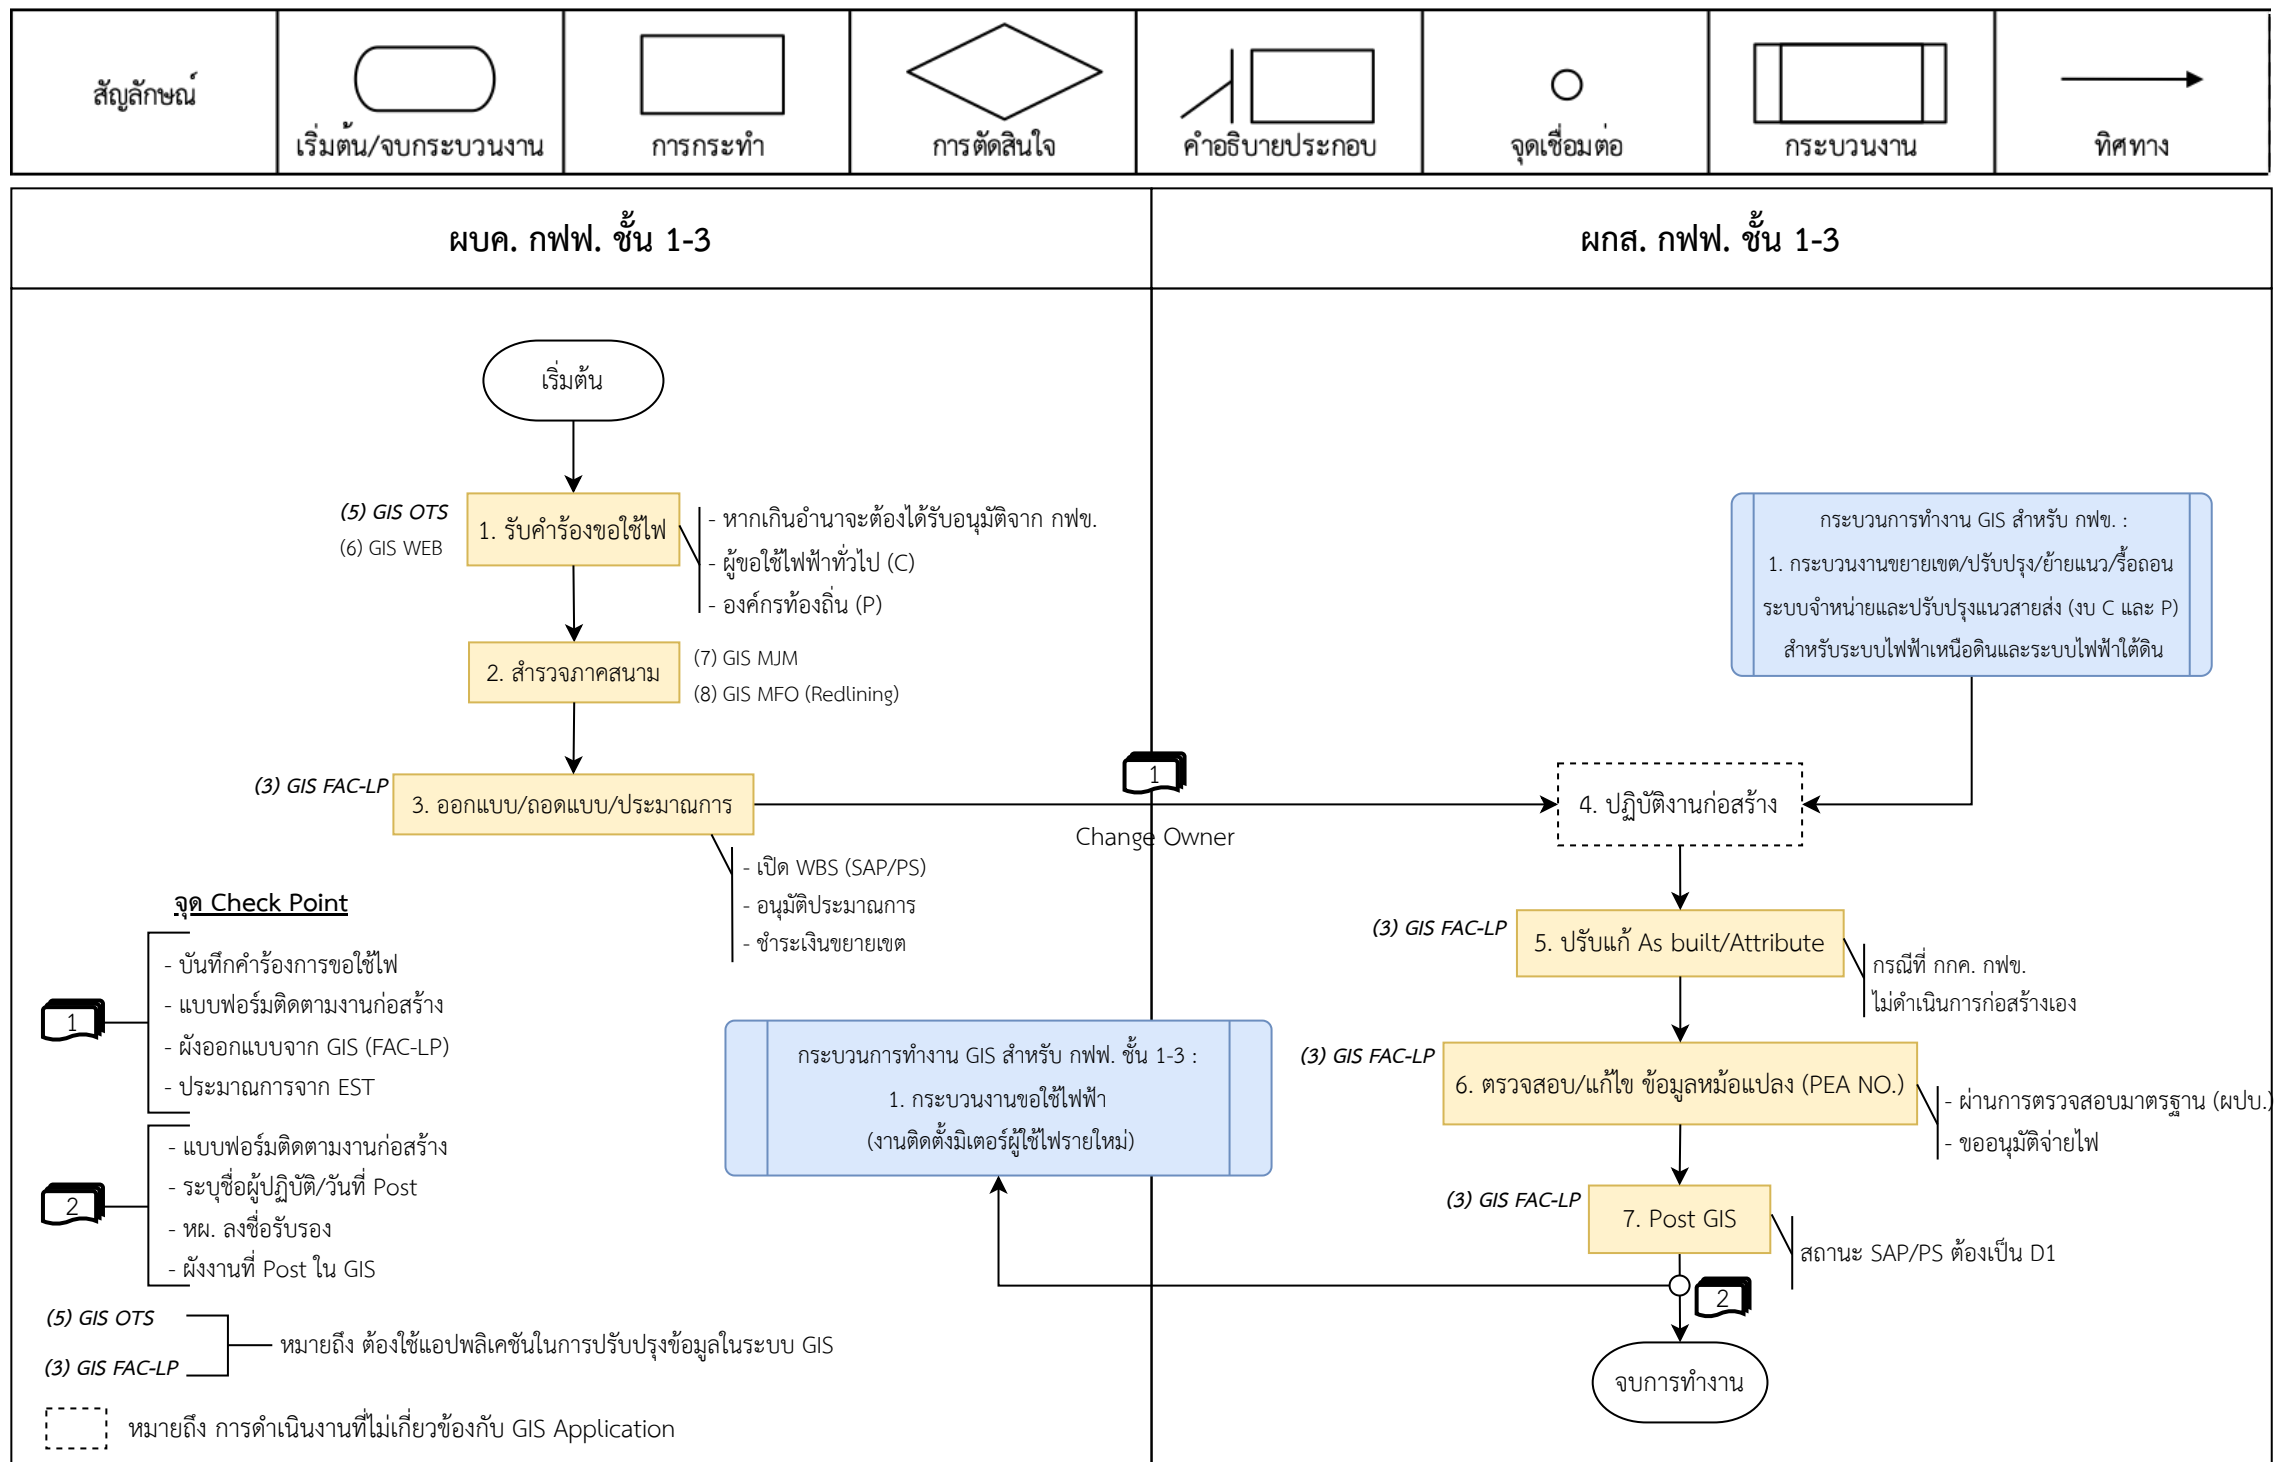 สัญลักษณ์
เริ่มต้น/จบกระบวนงาน
การกระทำ
การตัดสินใจ
คำอธิบายประกอบ
จุดเชื่อมต่อ
กระบวนงาน
ทิศทาง
ผบค. กฟฟ. ชั้น 1-3
ผกส. กฟฟ. ชั้น 1-3
เริ่มต้น
(5) GIS OTS
(6) GIS WEB
1. รับคำร้องขอใช้ไฟ
- หากเกินอำนาจะต้องได้รับอนุมัติจาก กฟข.
- ผู้ขอใช้ไฟฟ้าทั่วไป (C)
- องค์กรท้องถิ่น (P)
2. สำรวจภาคสนาม
(7) GIS MJM
(8) GIS MFO (Redlining)
(3) GIS FAC-LP
3. ออกแบบ/ถอดแบบ/ประมาณการ
- เปิด WBS (SAP/PS)
- อนุมัติประมาณการ
- ชำระเงินขยายเขต
1
Change Owner
กระบวนการทำงาน GIS สำหรับ กฟข. :
1. กระบวนงานขยายเขต/ปรับปรุง/ย้ายแนว/รื้อถอน
ระบบจำหน่ายและปรับปรุงแนวสายส่ง (งบ C และ P)
สำหรับระบบไฟฟ้าเหนือดินและระบบไฟฟ้าใต้ดิน
4. ปฏิบัติงานก่อสร้าง
(3) GIS FAC-LP
5. ปรับแก้ As built/Attribute
กรณีที่ กกค. กฟข.
ไม่ดำเนินการก่อสร้างเอง
(3) GIS FAC-LP
6. ตรวจสอบ/แก้ไข ข้อมูลหม้อแปลง (PEA NO.)
- ผ่านการตรวจสอบมาตรฐาน (ผปบ.)
- ขออนุมัติจ่ายไฟ
(3) GIS FAC-LP
7. Post GIS
สถานะ SAP/PS ต้องเป็น D1
2
จบการทำงาน
กระบวนการทำงาน GIS สำหรับ กฟฟ. ชั้น 1-3 :
1. กระบวนงานขอใช้ไฟฟ้า
(งานติดตั้งมิเตอร์ผู้ใช้ไฟรายใหม่)
จุด Check Point
1
- บันทึกคำร้องการขอใช้ไฟ
- แบบฟอร์มติดตามงานก่อสร้าง
- ผังออกแบบจาก GIS (FAC-LP)
- ประมาณการจาก EST
2
- แบบฟอร์มติดตามงานก่อสร้าง
- ระบุชื่อผู้ปฏิบัติ/วันที่ Post
- หผ. ลงชื่อรับรอง
- ผังงานที่ Post ใน GIS
(5) GIS OTS
(3) GIS FAC-LP
หมายถึง ต้องใช้แอปพลิเคชันในการปรับปรุงข้อมูลในระบบ GIS
หมายถึง การดำเนินงานที่ไม่เกี่ยวข้องกับ GIS Application